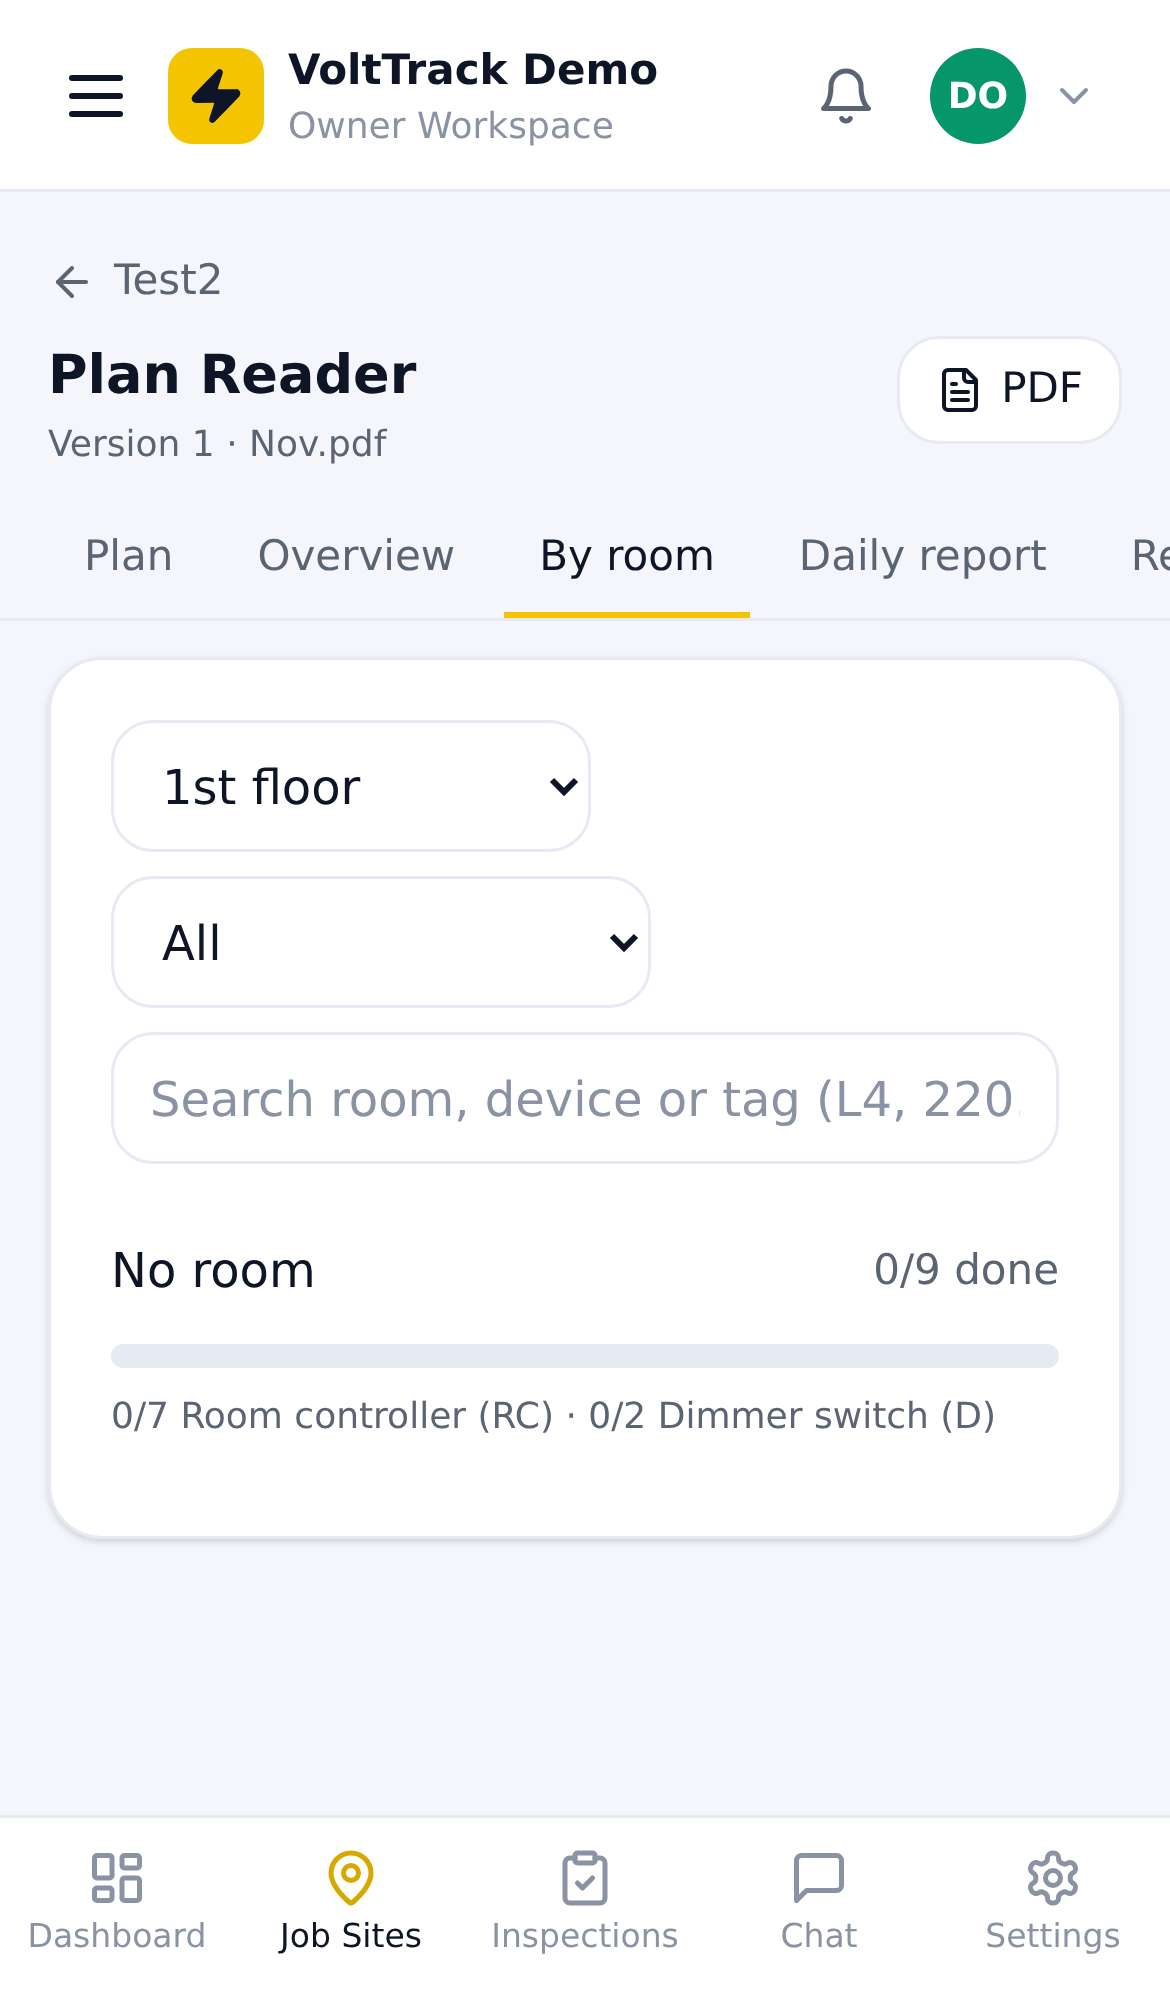 VoltTrack Demo
Owner Workspace
DO
Test2
Plan Reader
PDF
Version 1 · Nov.pdf
Plan
Overview
By room
Daily report
Re
1st floor
All
Search room, device or tag (L4, 220
No room
0/9 done
0/7 Room controller (RC) · 0/2 Dimmer switch (D)
Dashboard
Job Sites
Inspections
Chat
Settings